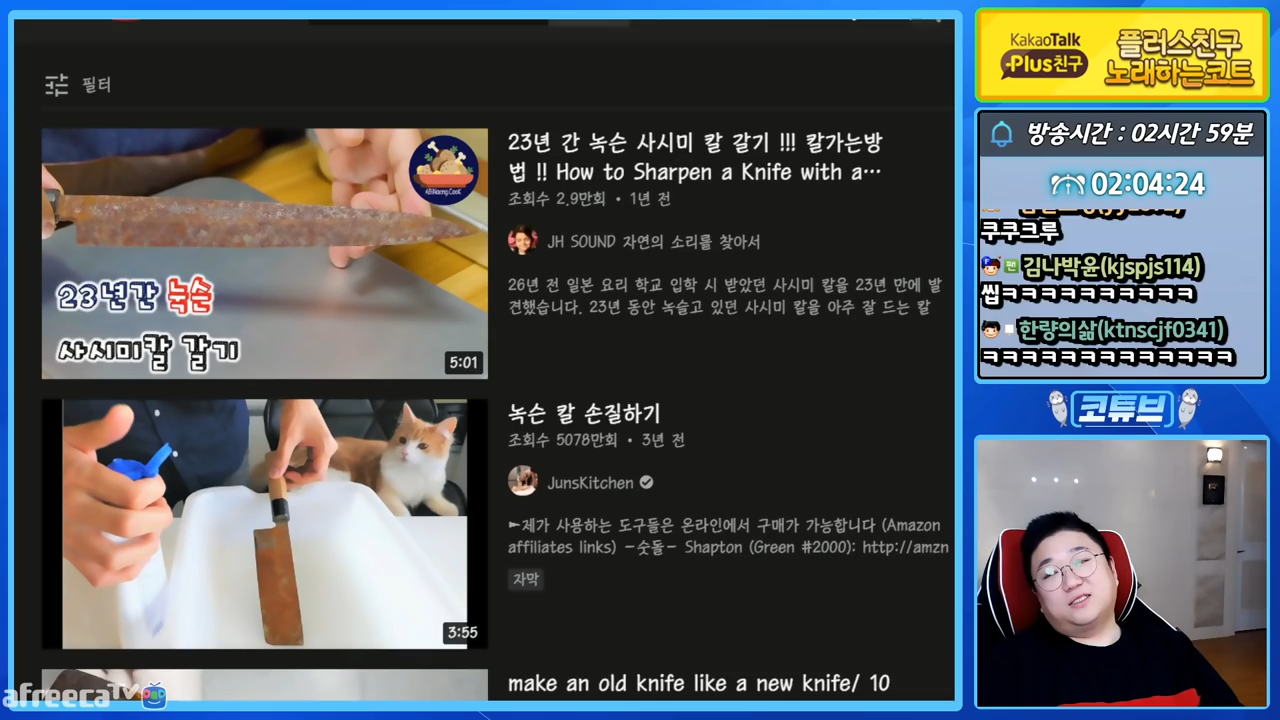 필터
23년 간 녹슨 사시미 칼 갈기 !!! 칼가는방
법 !! How to Sharpen a Knife with a…
조회수 2.9만회 • 1년 전
JH SOUND 자연의 소리를 찾아서
26년 전 일본 요리 학교 입학 시 받았던 사시미 칼을 23년 만에 발
견했습니다. 23년 동안 녹슬고 있던 사시미 칼을 아주 잘 드는 칼
23년간 녹슨
사시미칼 갈기
5:01
녹슨 칼 손질하기
조회수 5078만회 • 3년 전
JunsKitchen
►제가 사용하는 도구들은 온라인에서 구매가 가능합니다 (Amazon
affiliates links) -숫돌- Shapton (Green #2000): http://amzn
자막
3:55
make an old knife like a new knife/ 10
afreecaTV
KakaoTalk
Plus친구
플러스친구
노래하는코트
방송시간 : 02시간 59분
02:04:24
쿠쿠크루
김나박윤(kjspjs114)
씹ㅋㅋㅋㅋㅋㅋㅋㅋㅋㅋ
한량의삶(ktnscjf0341)
ㅋㅋㅋㅋㅋㅋㅋㅋㅋㅋㅋㅋㅋ
코튜브